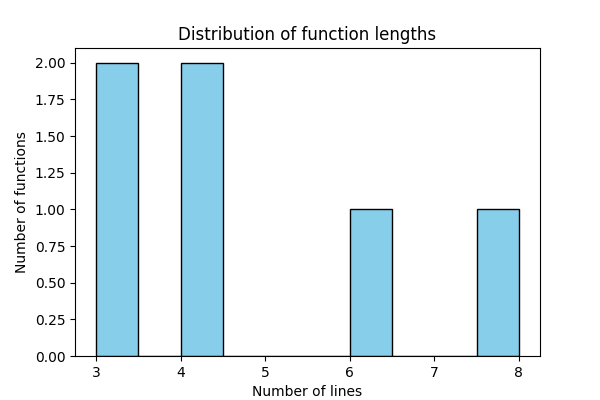 Distribution of function lengths
Number of functions
2.00
1.75
1.50
1.25
1.00
0.75
0.50
0.25
0.00
3 4 5 6 7 8
Number of lines